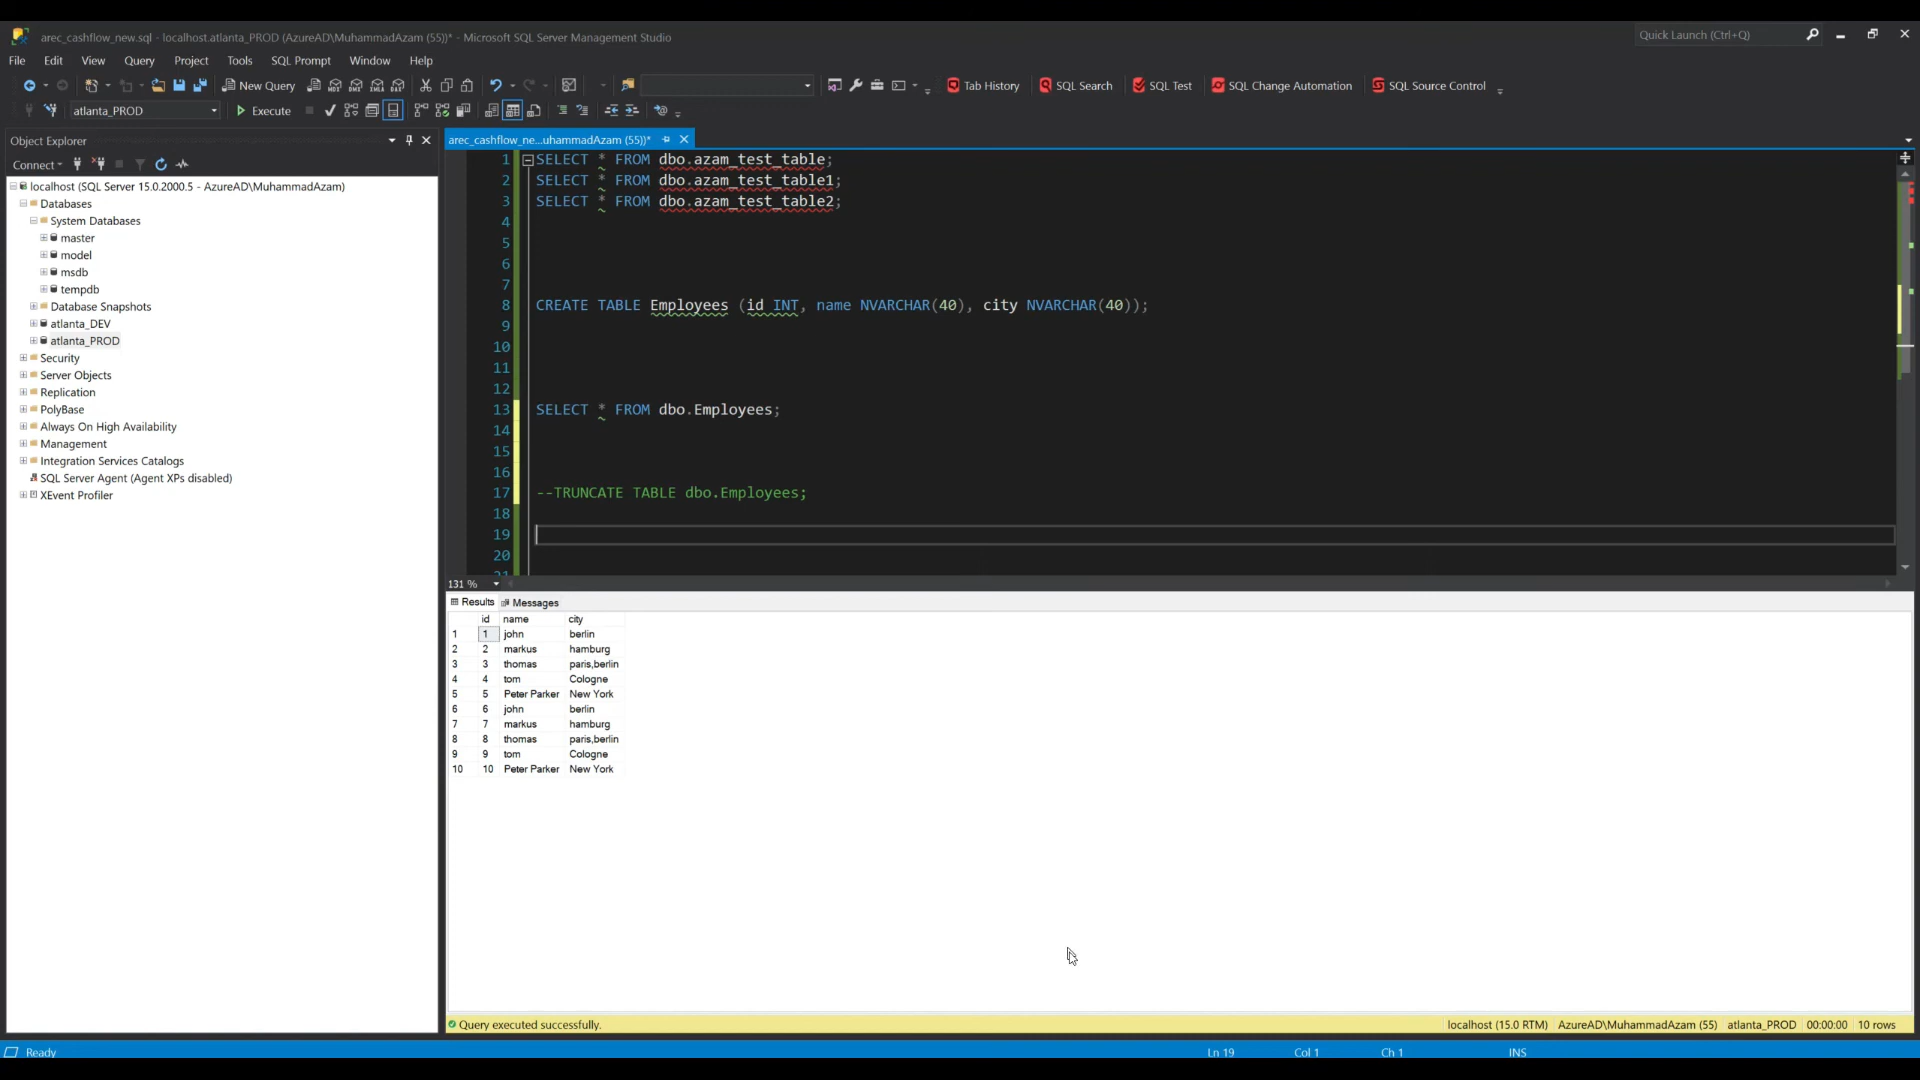 arec_cashflow_new.sql - localhost.atlanta_PROD (AzureAD\MuhammadAzam (55))* - Microsoft SQL Server Management Studio
Quick Launch (Ctrl+Q)
File Edit View Query Project Tools SQL Prompt Window Help
New Query
Tab History SQL Search SQL Test SQL Change Automation SQL Source Control
atlanta_PROD Execute
Object Explorer
Connect
localhost (SQL Server 15.0.2000.5 - AzureAD\MuhammadAzam)
Databases
System Databases
master
model
msdb
tempdb
Database Snapshots
atlanta_DEV
atlanta_PROD
Security
Server Objects
Replication
PolyBase
Always On High Availability
Management
Integration Services Catalogs
SQL Server Agent (Agent XPs disabled)
XEvent Profiler
arec_cashflow_ne...uhammadAzam (55))*
1 SELECT * FROM dbo.azam_test_table;
2 SELECT * FROM dbo.azam_test_table1;
3 SELECT * FROM dbo.azam_test_table2;
4
5
6
7
8 CREATE TABLE Employees (id INT, name NVARCHAR(40), city NVARCHAR(40));
9
10
11
12
13 SELECT * FROM dbo.Employees;
14
15
16
17 --TRUNCATE TABLE dbo.Employees;
18
19
20
21
131 %
Results Messages
id name city
1 1 john berlin
2 2 markus hamburg
3 3 thomas paris,berlin
4 4 tom Cologne
5 5 Peter Parker New York
6 6 john berlin
7 7 markus hamburg
8 8 thomas paris,berlin
9 9 tom Cologne
10 10 Peter Parker New York
Query executed successfully.
localhost (15.0 RTM) AzureAD\MuhammadAzam (55) atlanta_PROD 00:00:00 10 rows
Ready Ln 19 Col 1 Ch 1 INS